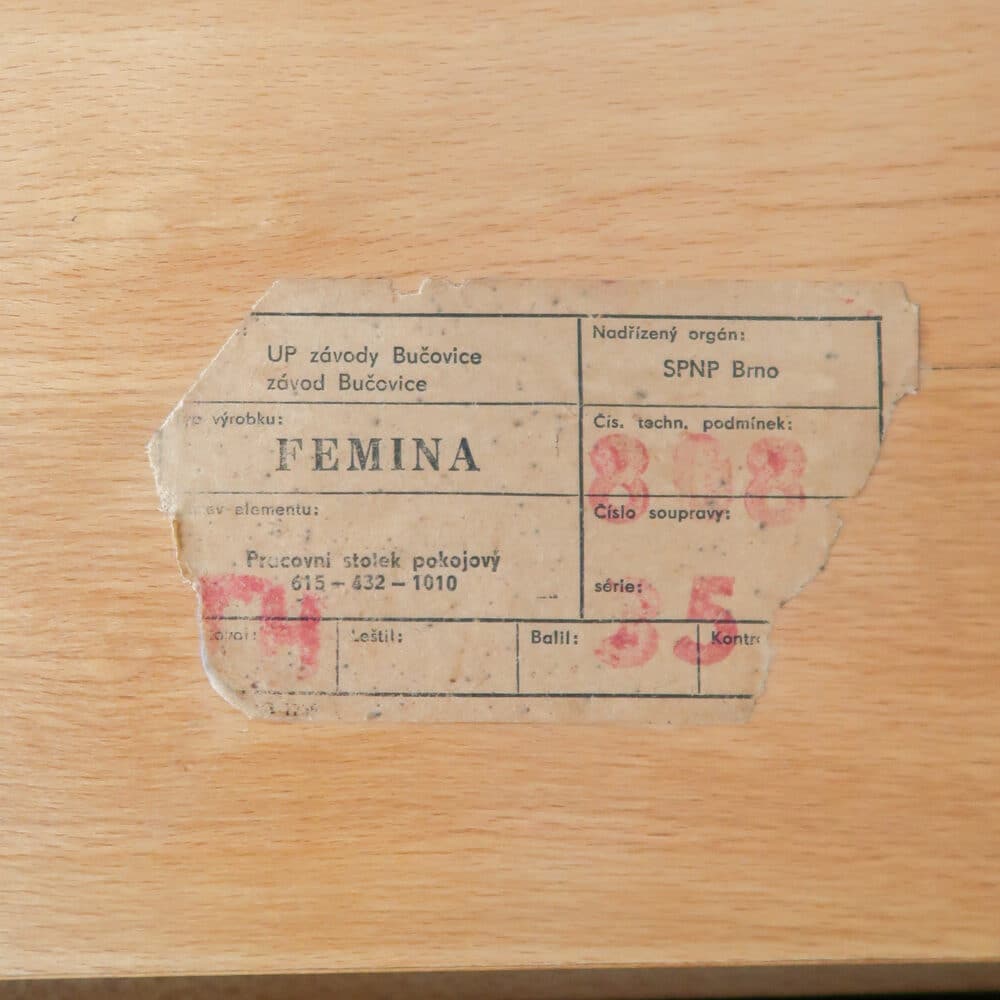 UP závody Bučovice
závod Bučovice
Nadřízený orgán:
SPNP Brno
výrobku:
FEMINA
Čís. techn. podmínek:
elementu:
Pracovní stolek pokojový
615-432-1010
Číslo soupravy:
série:
35
Leštil:
Balil:
Kontr